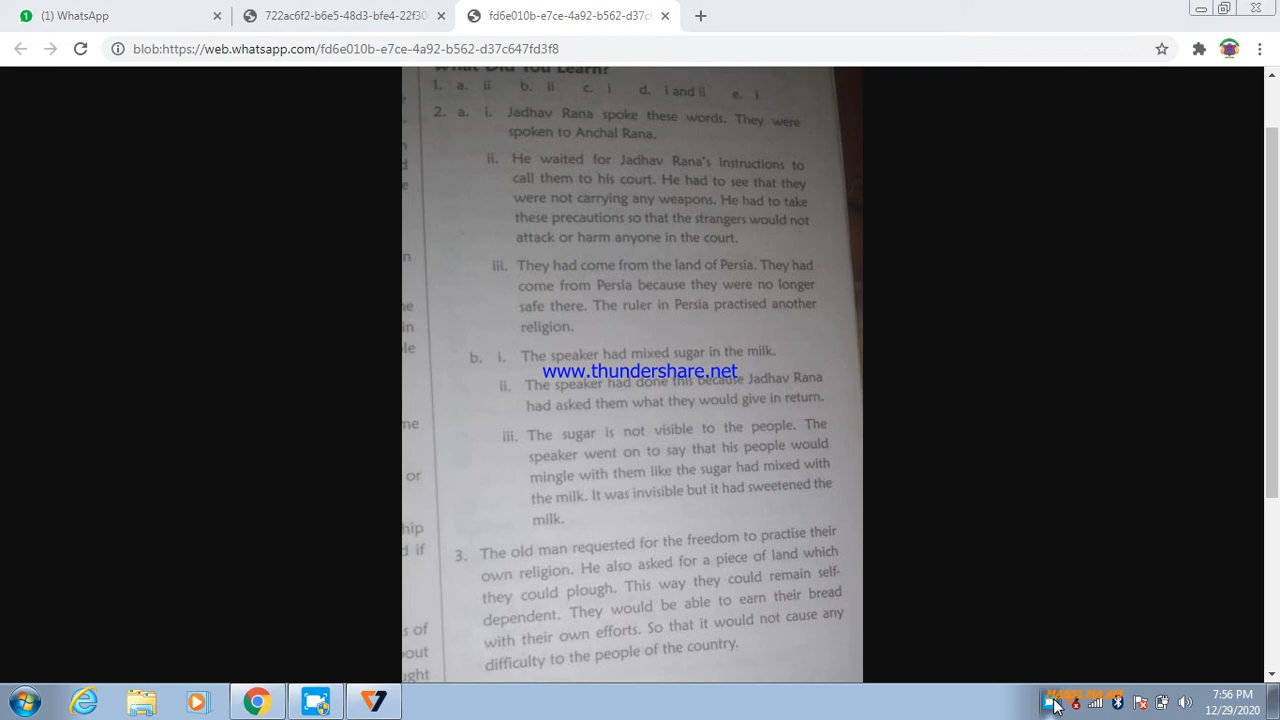 (1) WhatsApp
722ac6f2-b6e5-48d3-bfe4-22f30
fd6e010b-e7ce-4a92-b562-d37c
blob:https://web.whatsapp.com/fd6e010b-e7ce-4a92-b562-d37c647fd3f8
What Did You Learn?
1. a. ii b. ii c. i d. i and ii e. i
2. a. i. Jadhav Rana spoke these words. They were
spoken to Anchal Rana.
ii. He waited for Jadhav Rana's instructions to
call them to his court. He had to see that they
were not carrying any weapons. He had to take
these precautions so that the strangers would not
attack or harm anyone in the court.
iii. They had come from the land of Persia. They had
come from Persia because they were no longer
safe there. The ruler in Persia practised another
religion.
b. i. The speaker had mixed sugar in the milk.
www.thundershare.net
ii. The speaker had done this because Jadhav Rana
had asked them what they would give in return.
iii. The sugar is not visible to the people. The
speaker went on to say that his people would
mingle with them like the sugar had mixed with
the milk. It was invisible but it had sweetened the
milk.
3. The old man requested for the freedom to practise their
own religion. He also asked for a piece of land which
they could plough. This way they could remain self-
dependent. They would be able to earn their bread
with their own efforts. So that it would not cause any
difficulty to the people of the country.
or
hip
d if
s of
out
ught
7:56 PM
12/29/2020